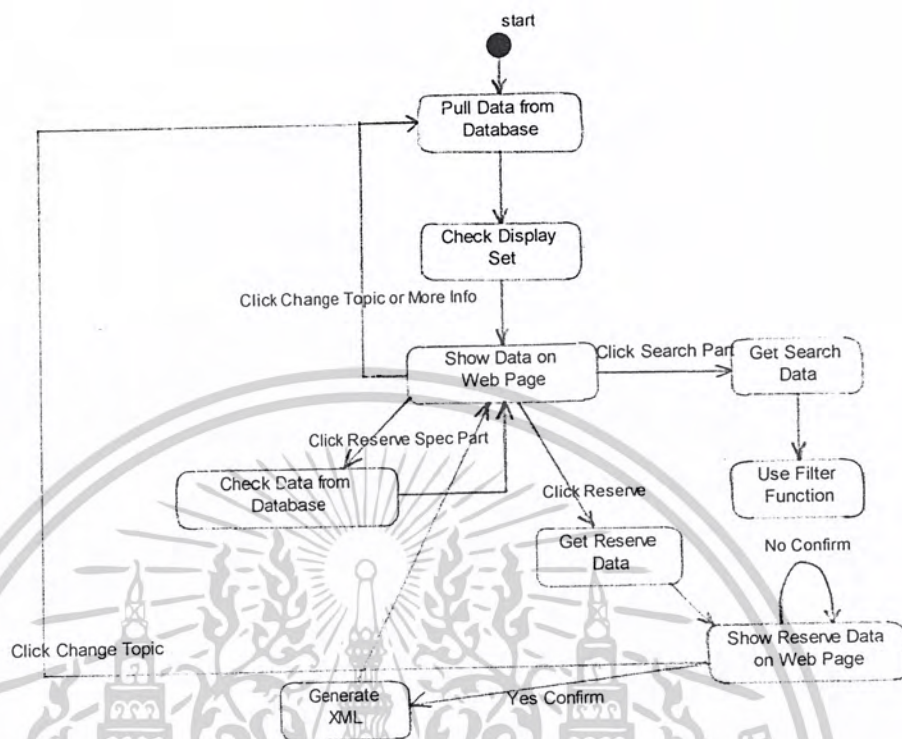 start
Pull Data from
Database
Check Display
Set
Click Change Topic or More Info
Show Data on
Web Page
Click Search Part
Get Search
Data
Click Reserve Spec Part
Check Data from
Database
Click Reserve
Use Filter
Function
Get Reserve
Data
No Confirm
Click Change Topic
Show Reserve Data
on Web Page
Generate
XML
Yes Confirm